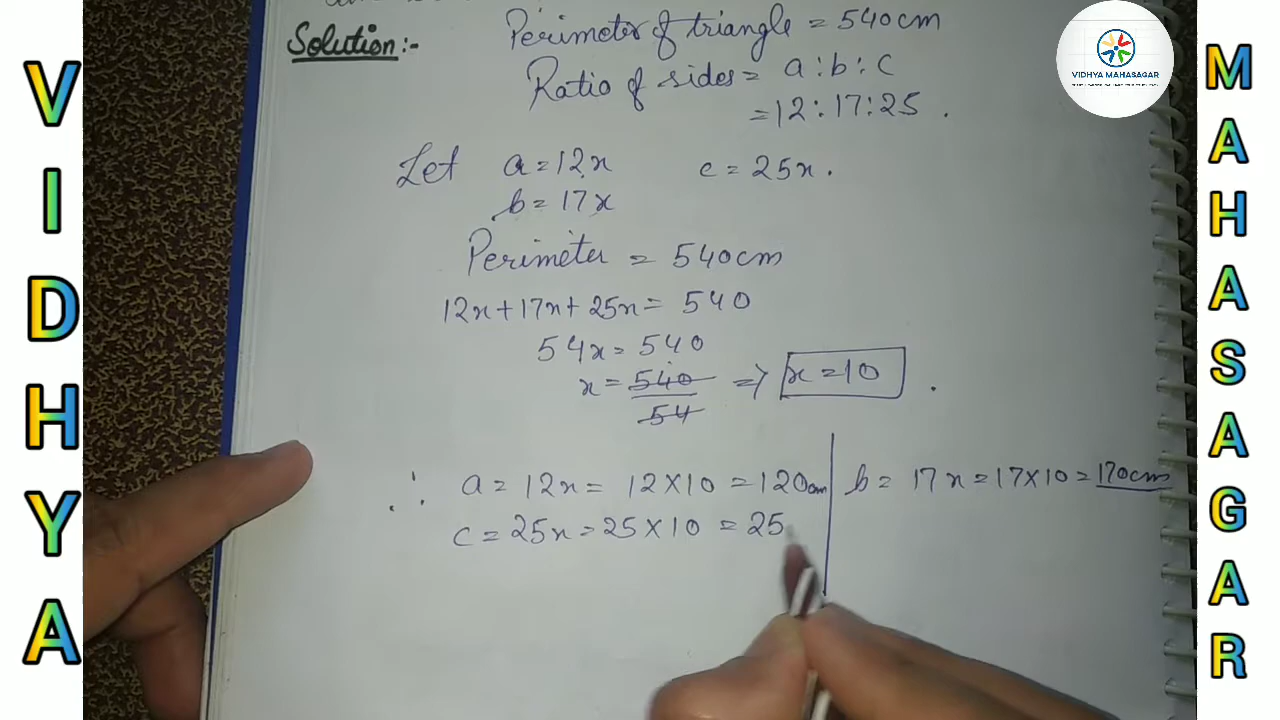 VIDHYA
MAHASAGAR
VIDHYA MAHASAGAR
Solution:-
Perimeter of triangle = 540cm
Ratio of sides = a:b:c
=12:17:25.
Let a=12x c=25x.
b=17x
Perimeter = 540cm
12x+17x+25x=540
54x=540
x=540/54 => x=10.
∴ a=12x=12×10=120cm
c=25x=25×10=25
b=17x=17×10=170cm